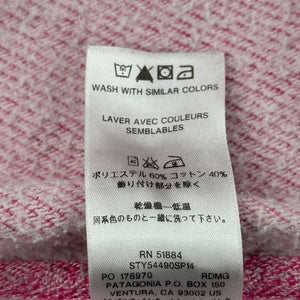 WASH WITH SIMILAR COLORS
LAVER AVEC COULEURS
SEMBLABLES
ポリエステル 60% コットン 40%
飾り付け部分を除く
乾燥機－低温
同系色のものと一緒に洗って下さい。
RN 51884
STY54490SP14
PO 178970 RDMG
PATAGONIA PO BOX 150
VENTURA, CA 93002 US